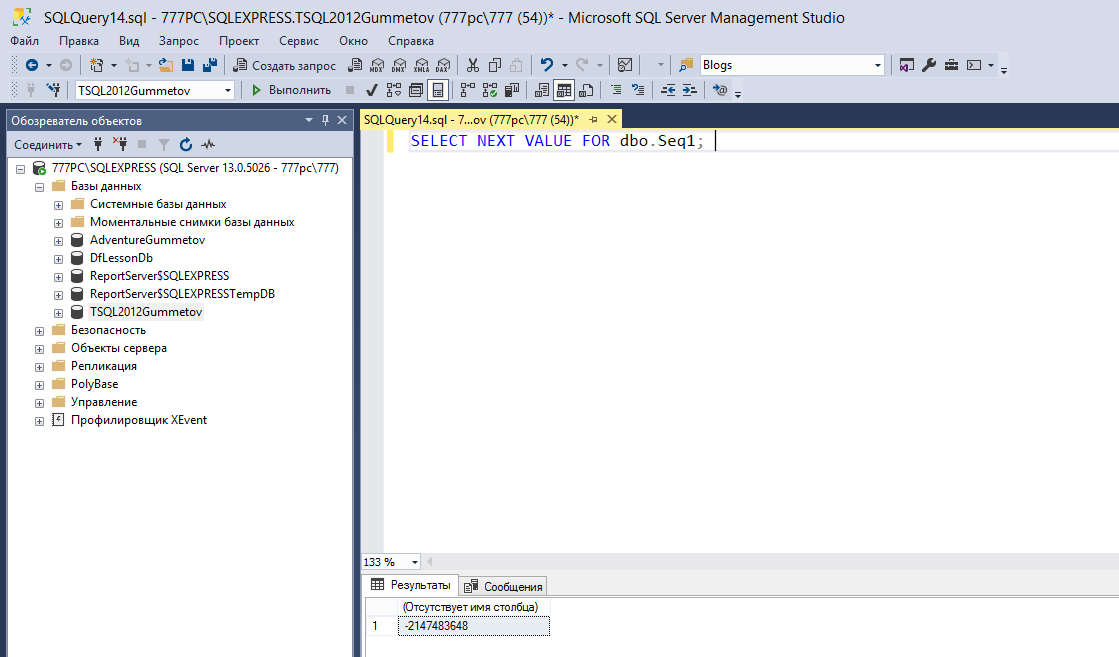 SQLQuery14.sql - 777PC\SQLEXPRESS.TSQL2012Gummetov (777pc\777 (54))* - Microsoft SQL Server Management Studio
Файл Правка Вид Запрос Проект Сервис Окно Справка
Создать запрос MDX DMX XMLA DAX Blogs
TSQL2012Gummetov Выполнить
Обозреватель объектов
Соединить
777PC\SQLEXPRESS (SQL Server 13.0.5026 - 777pc\777)
Базы данных
Системные базы данных
Моментальные снимки базы данных
AdventureGummetov
DfLessonDb
ReportServer$SQLEXPRESS
ReportServer$SQLEXPRESSTempDB
TSQL2012Gummetov
Безопасность
Объекты сервера
Репликация
PolyBase
Управление
Профилировщик XEvent
SQLQuery14.sql - 7...ov (777pc\777 (54))*
SELECT NEXT VALUE FOR dbo.Seq1;
133 %
Результаты Сообщения
(Отсутствует имя столбца)
1 -2147483648